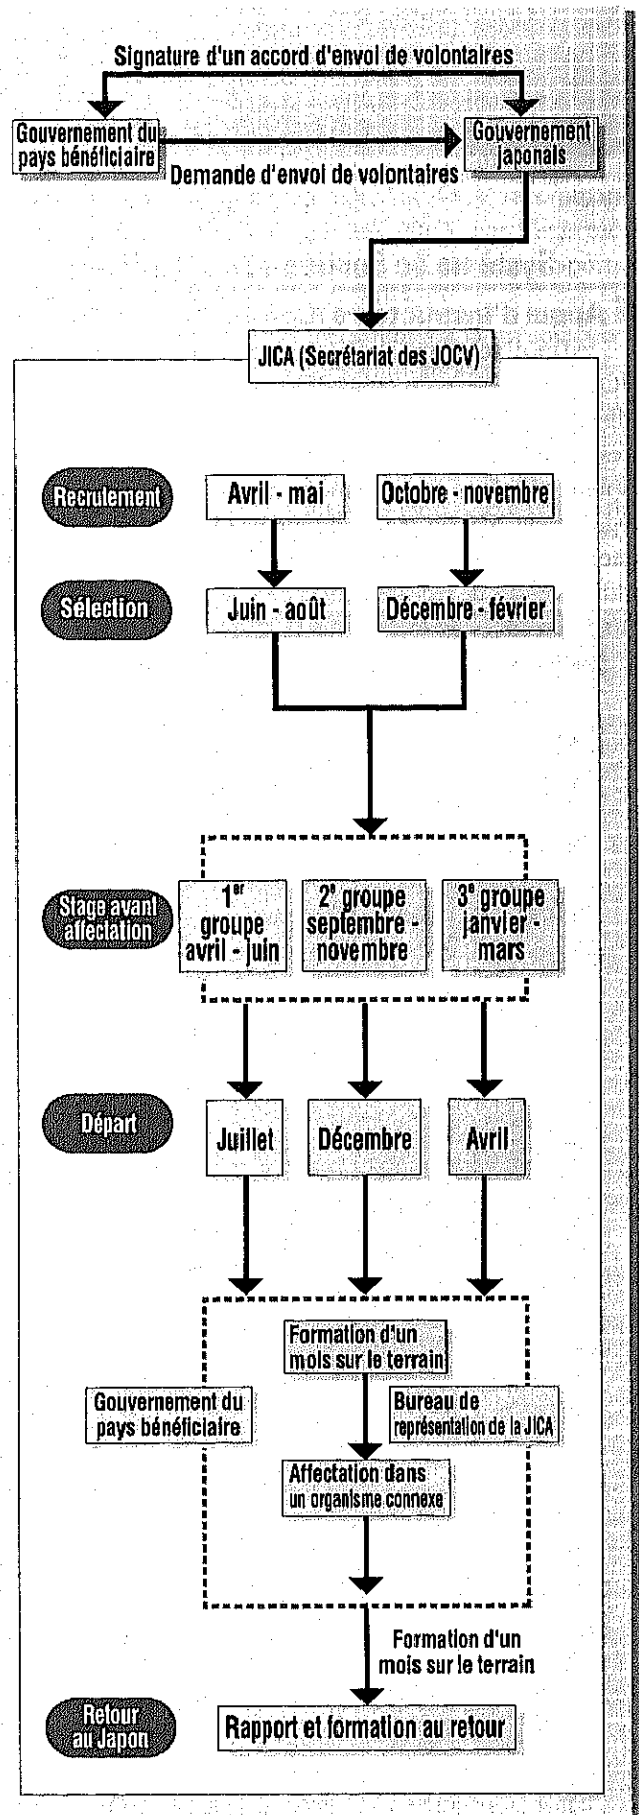 Signature d'un accord d'envoi de volontaires
Gouvernement du
pays bénéficiaire
Gouvernement
japonais
Demande d'envoi de volontaires
JICA (Secrétariat des JOCV)
Recrutement
Avril - mai
Octobre - novembre
Sélection
Juin - août
Décembre - février
Stage avant
affectation
1er
groupe
avril - juin
2e groupe
septembre -
novembre
3e groupe
janvier -
mars
Départ
Juillet
Décembre
Avril
Formation d'un
mois sur le terrain
Gouvernement du
pays bénéficiaire
Bureau de
représentation de la JICA
Affectation dans
un organisme connexe
Formation d'un
mois sur le terrain
Retour
au Japon
Rapport et formation au retour